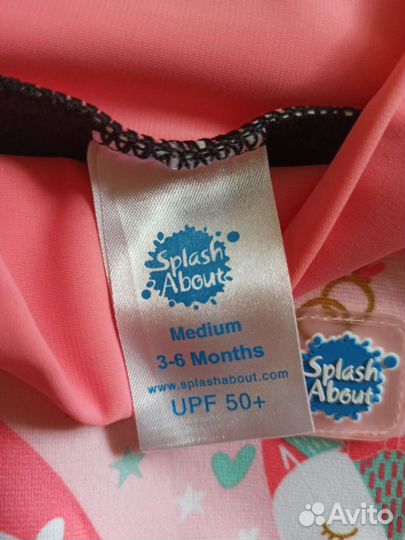 Splash
About
Medium
3-6 Months
www.splashabout.com
UPF 50+
Splash
About
Avito